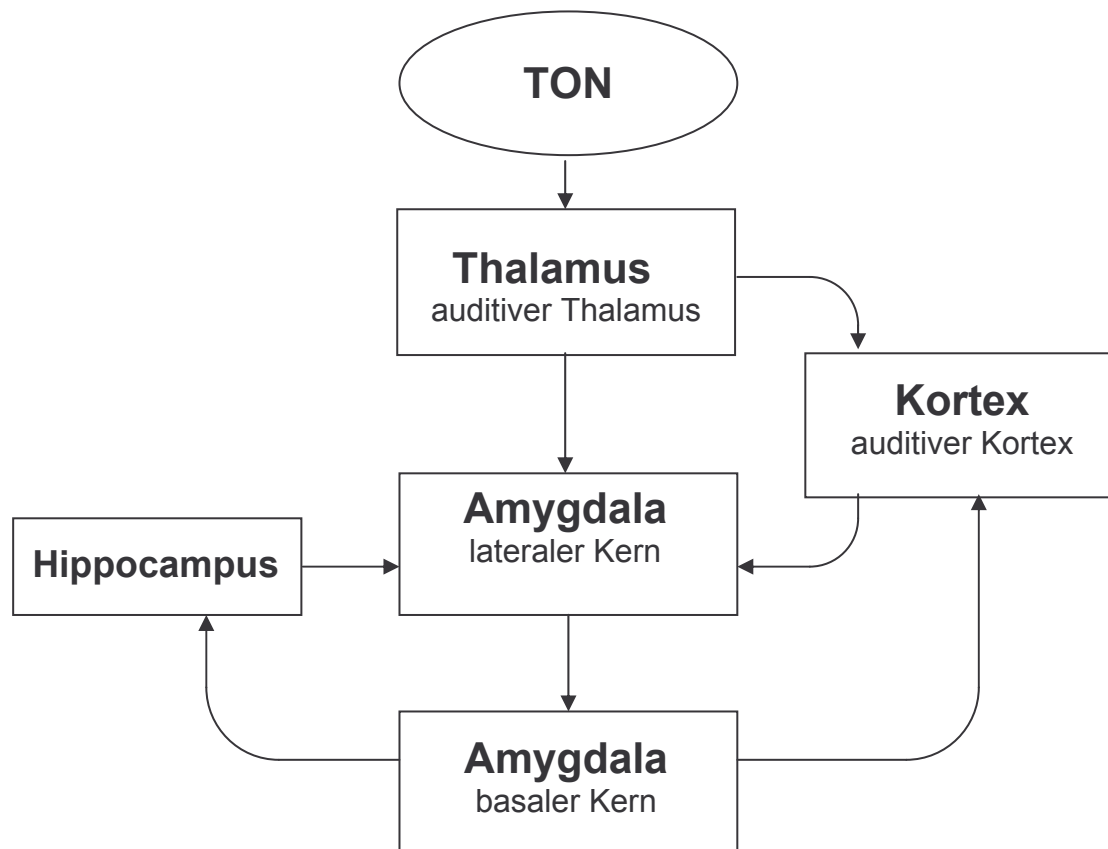 TON
Thalamus
auditiver Thalamus
Kortex
auditiver Kortex
Amygdala
lateraler Kern
Hippocampus
Amygdala
basaler Kern